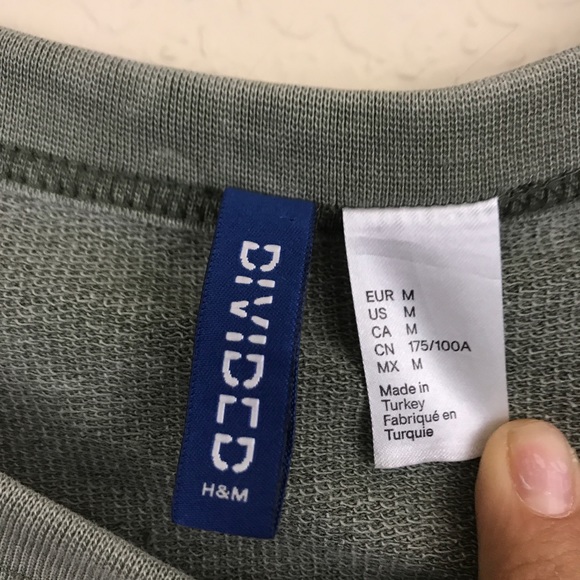 DIVIDED
H&M
EUR M
US M
CA M
CN 175/100A
MX M
Made in
Turkey
Fabriqué en
Turquie